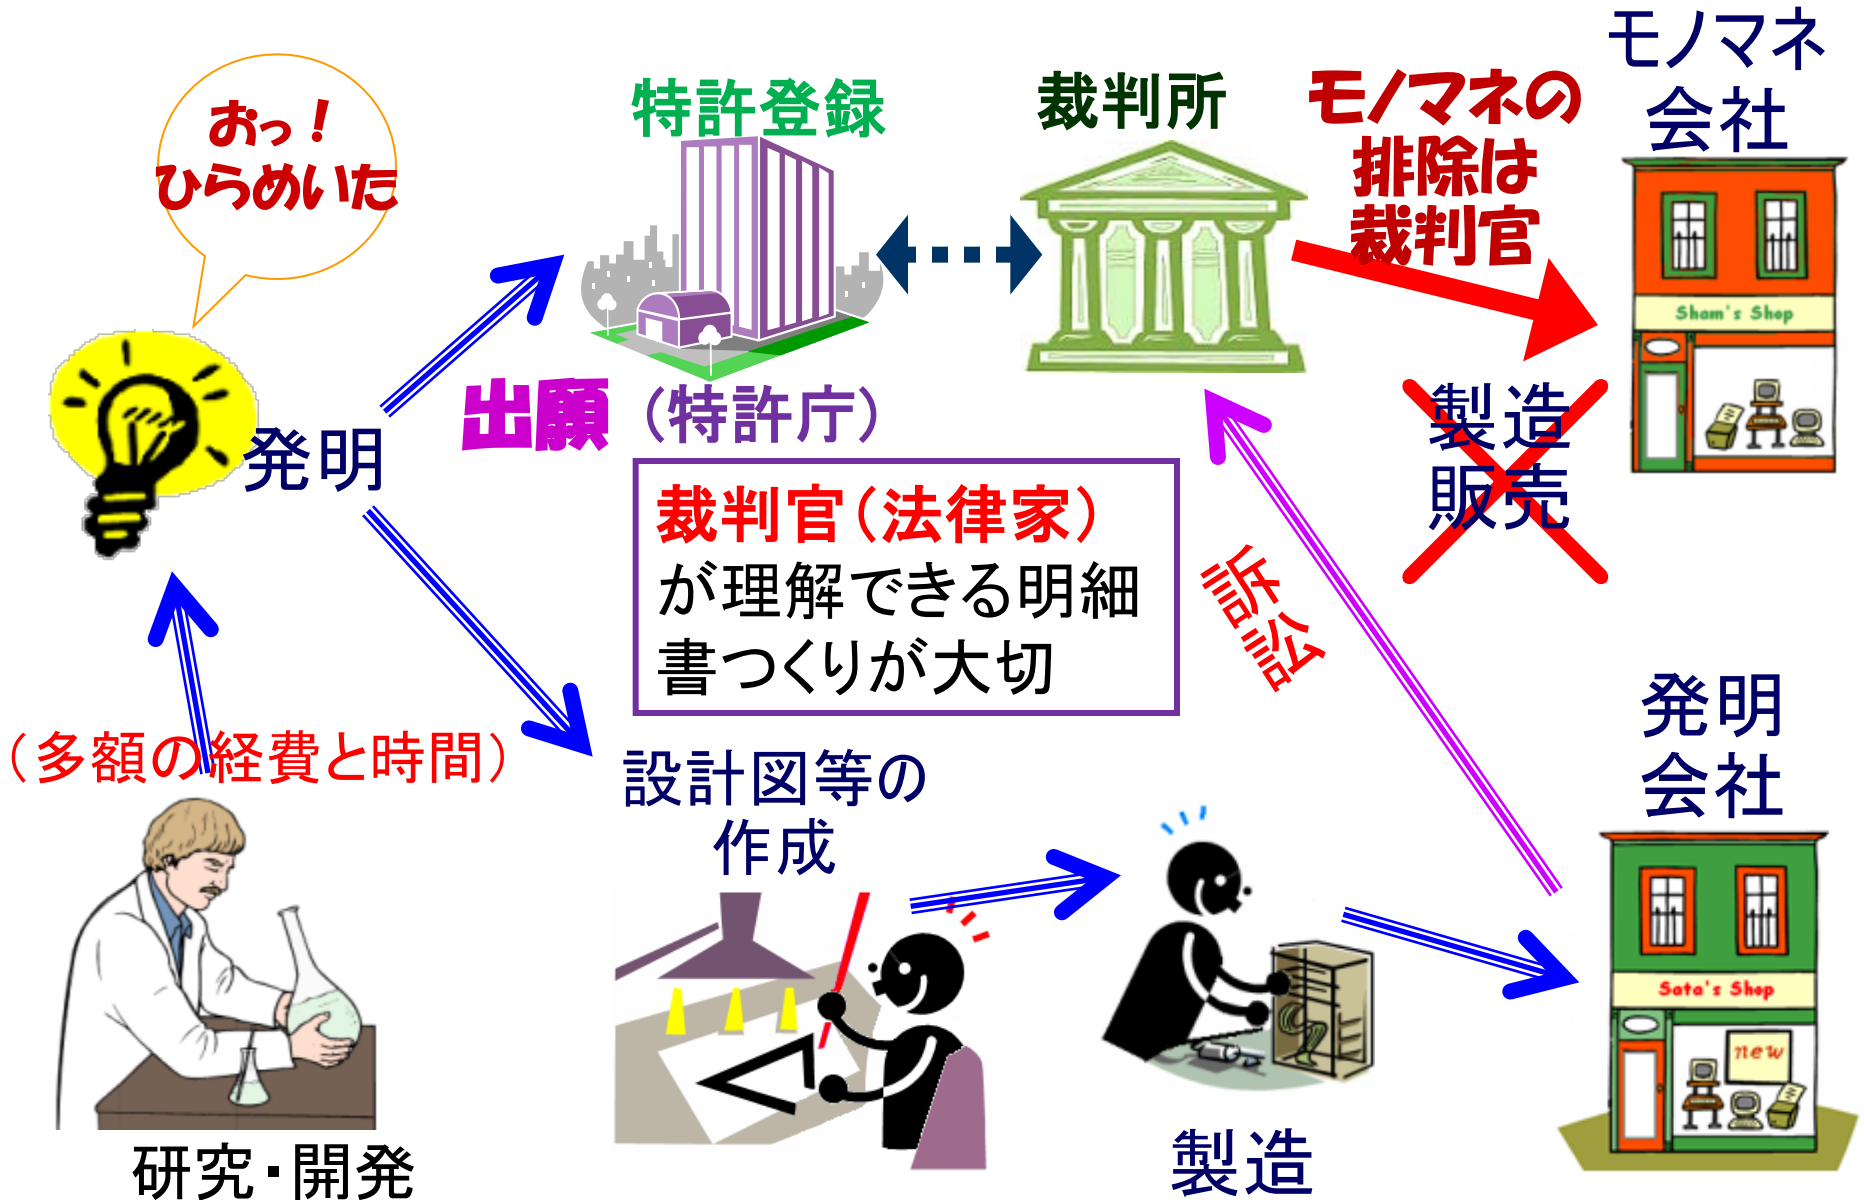 おっ！
ひらめいた
特許登録
裁判所
モノマネの
排除は
裁判官
モノマネ
会社
Sham's Shop
出願
（特許庁）
発明
製造
販売
裁判官（法律家）
が理解できる明細
書つくりが大切
訴訟
（多額の経費と時間）
設計図等の
作成
発明
会社
Sata's Shop
new
研究・開発
製造